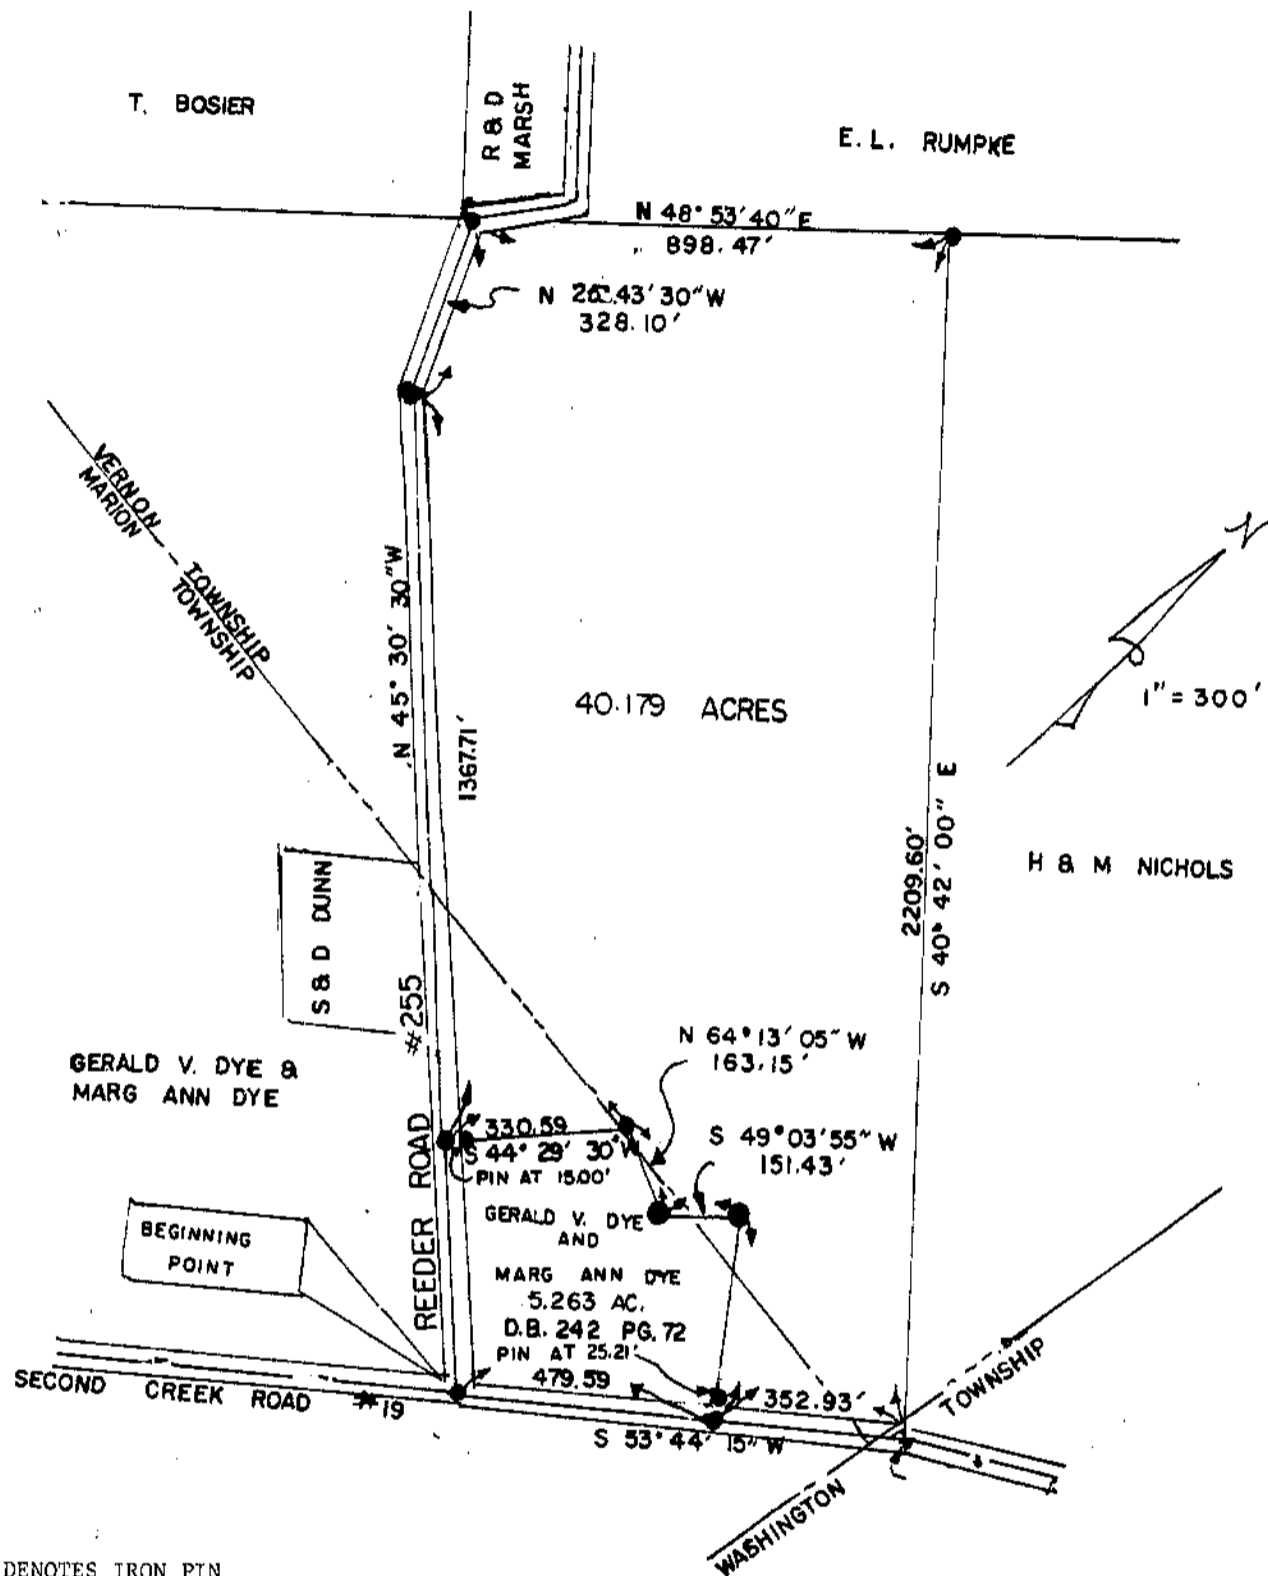 T. BOSIER
R & D
MARSH
E. L. RUMPKE
N 48° 53' 40" E
898.47'
43' 30" W
328.10'
VERNON
MARION
TOWNSHIP
TOWNSHIP
N 45° 30' 30" W
1367.71'
40.179 ACRES
N
1" = 300'
2209.60'
S 40° 42' 00" E
H & M NICHOLS
S & D DUNN
#255
REEDER ROAD
GERALD V. DYE &
MARG ANN DYE
N 64° 13' 05" W
163.15'
S 49° 03' 55" W
151.43'
330.59
S 44° 29' 30" W
PIN AT 15.00'
GERALD V. DYE
AND
MARG ANN DYE
5.263 AC.
D.B. 242 PG. 72
PIN AT 25.21'
479.59
352.93'
S 53° 44' 15" W
BEGINNING
POINT
SECOND CREEK ROAD #19
WASHINGTON TOWNSHIP
DENOTES IRON PIN